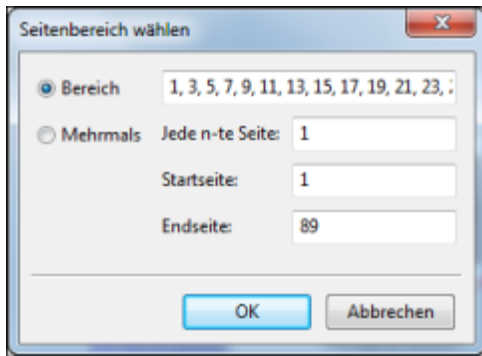 Seitenbereich wählen
Bereich 1, 3, 5, 7, 9, 11, 13, 15, 17, 19, 21, 23,
Mehrmals Jede n-te Seite: 1
Startseite: 1
Endseite: 89
OK Abbrechen